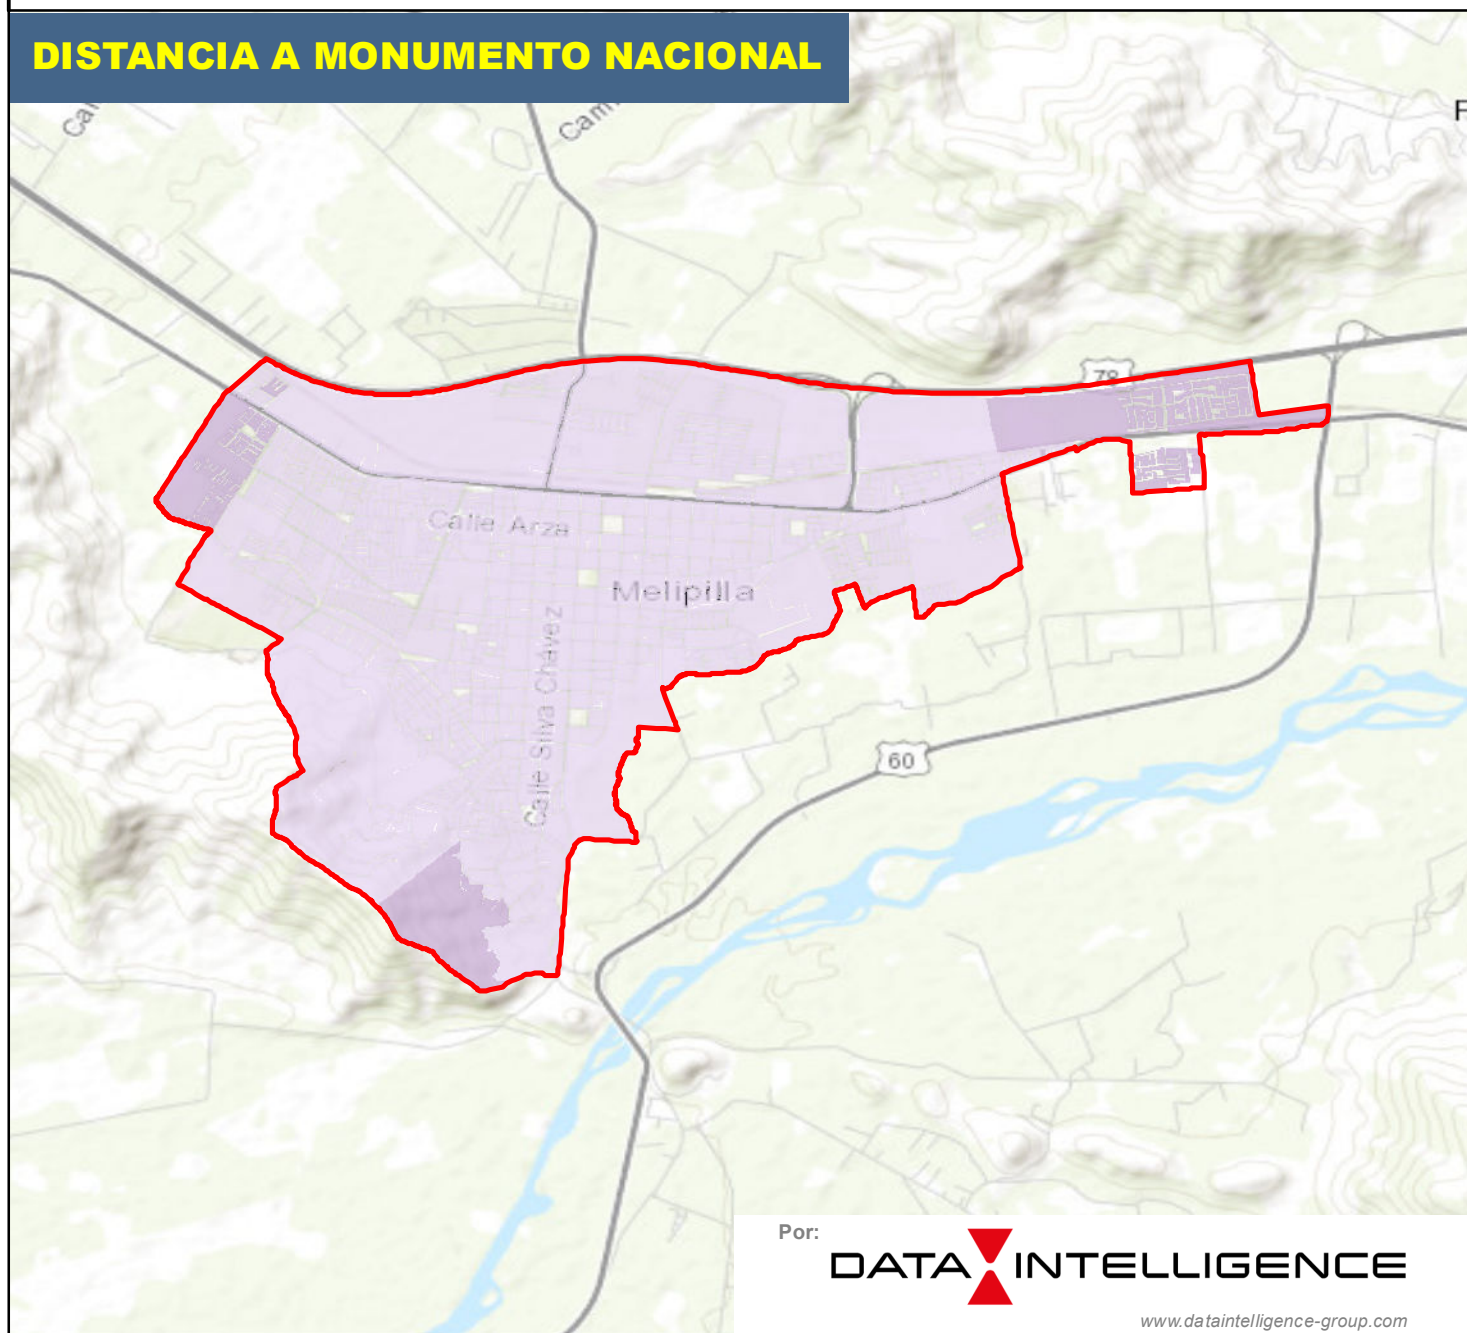 DISTANCIA A MONUMENTO NACIONAL
78
Calle Arza
Melipilla
Calle Silva Chávez
60
Por:
DATA INTELLIGENCE
www.dataintelligence-group.com